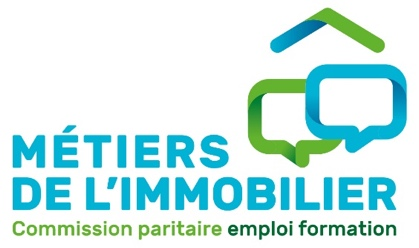 MÉTIERS
DE L'IMMOBILIER
Commission paritaire emploi formation